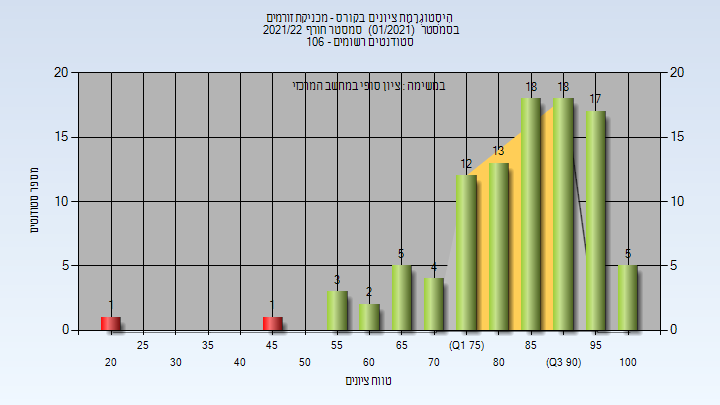 היסטוגרמת ציונים בקורס - מכניקת זורמים
בסמסטר (01/2021) סמסטר חורף 2021/22
סטודנטים רשומים - 106
במשימה : ציון סופי במחשב המרכזי
מספר סטודנטים
20 20
15 15
10 10
5 5
0 0
1 1 3 2 5 4 12 13 18 18 17 5
25 35 45 55 65 (Q1 75) 85 95
20 30 40 50 60 70 80 (Q3 90) 100
טווח ציונים